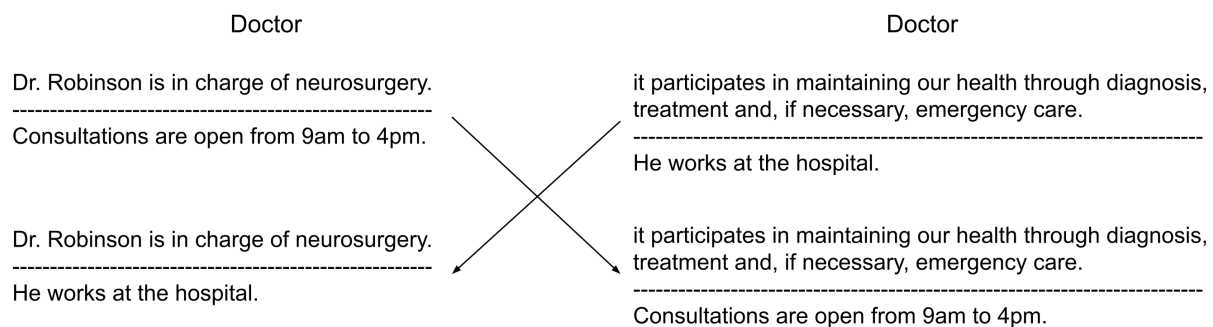 Doctor
Dr. Robinson is in charge of neurosurgery.
Consultations are open from 9am to 4pm.
Dr. Robinson is in charge of neurosurgery.
He works at the hospital.
Doctor
it participates in maintaining our health through diagnosis,
treatment and, if necessary, emergency care.
He works at the hospital.
it participates in maintaining our health through diagnosis,
treatment and, if necessary, emergency care.
Consultations are open from 9am to 4pm.